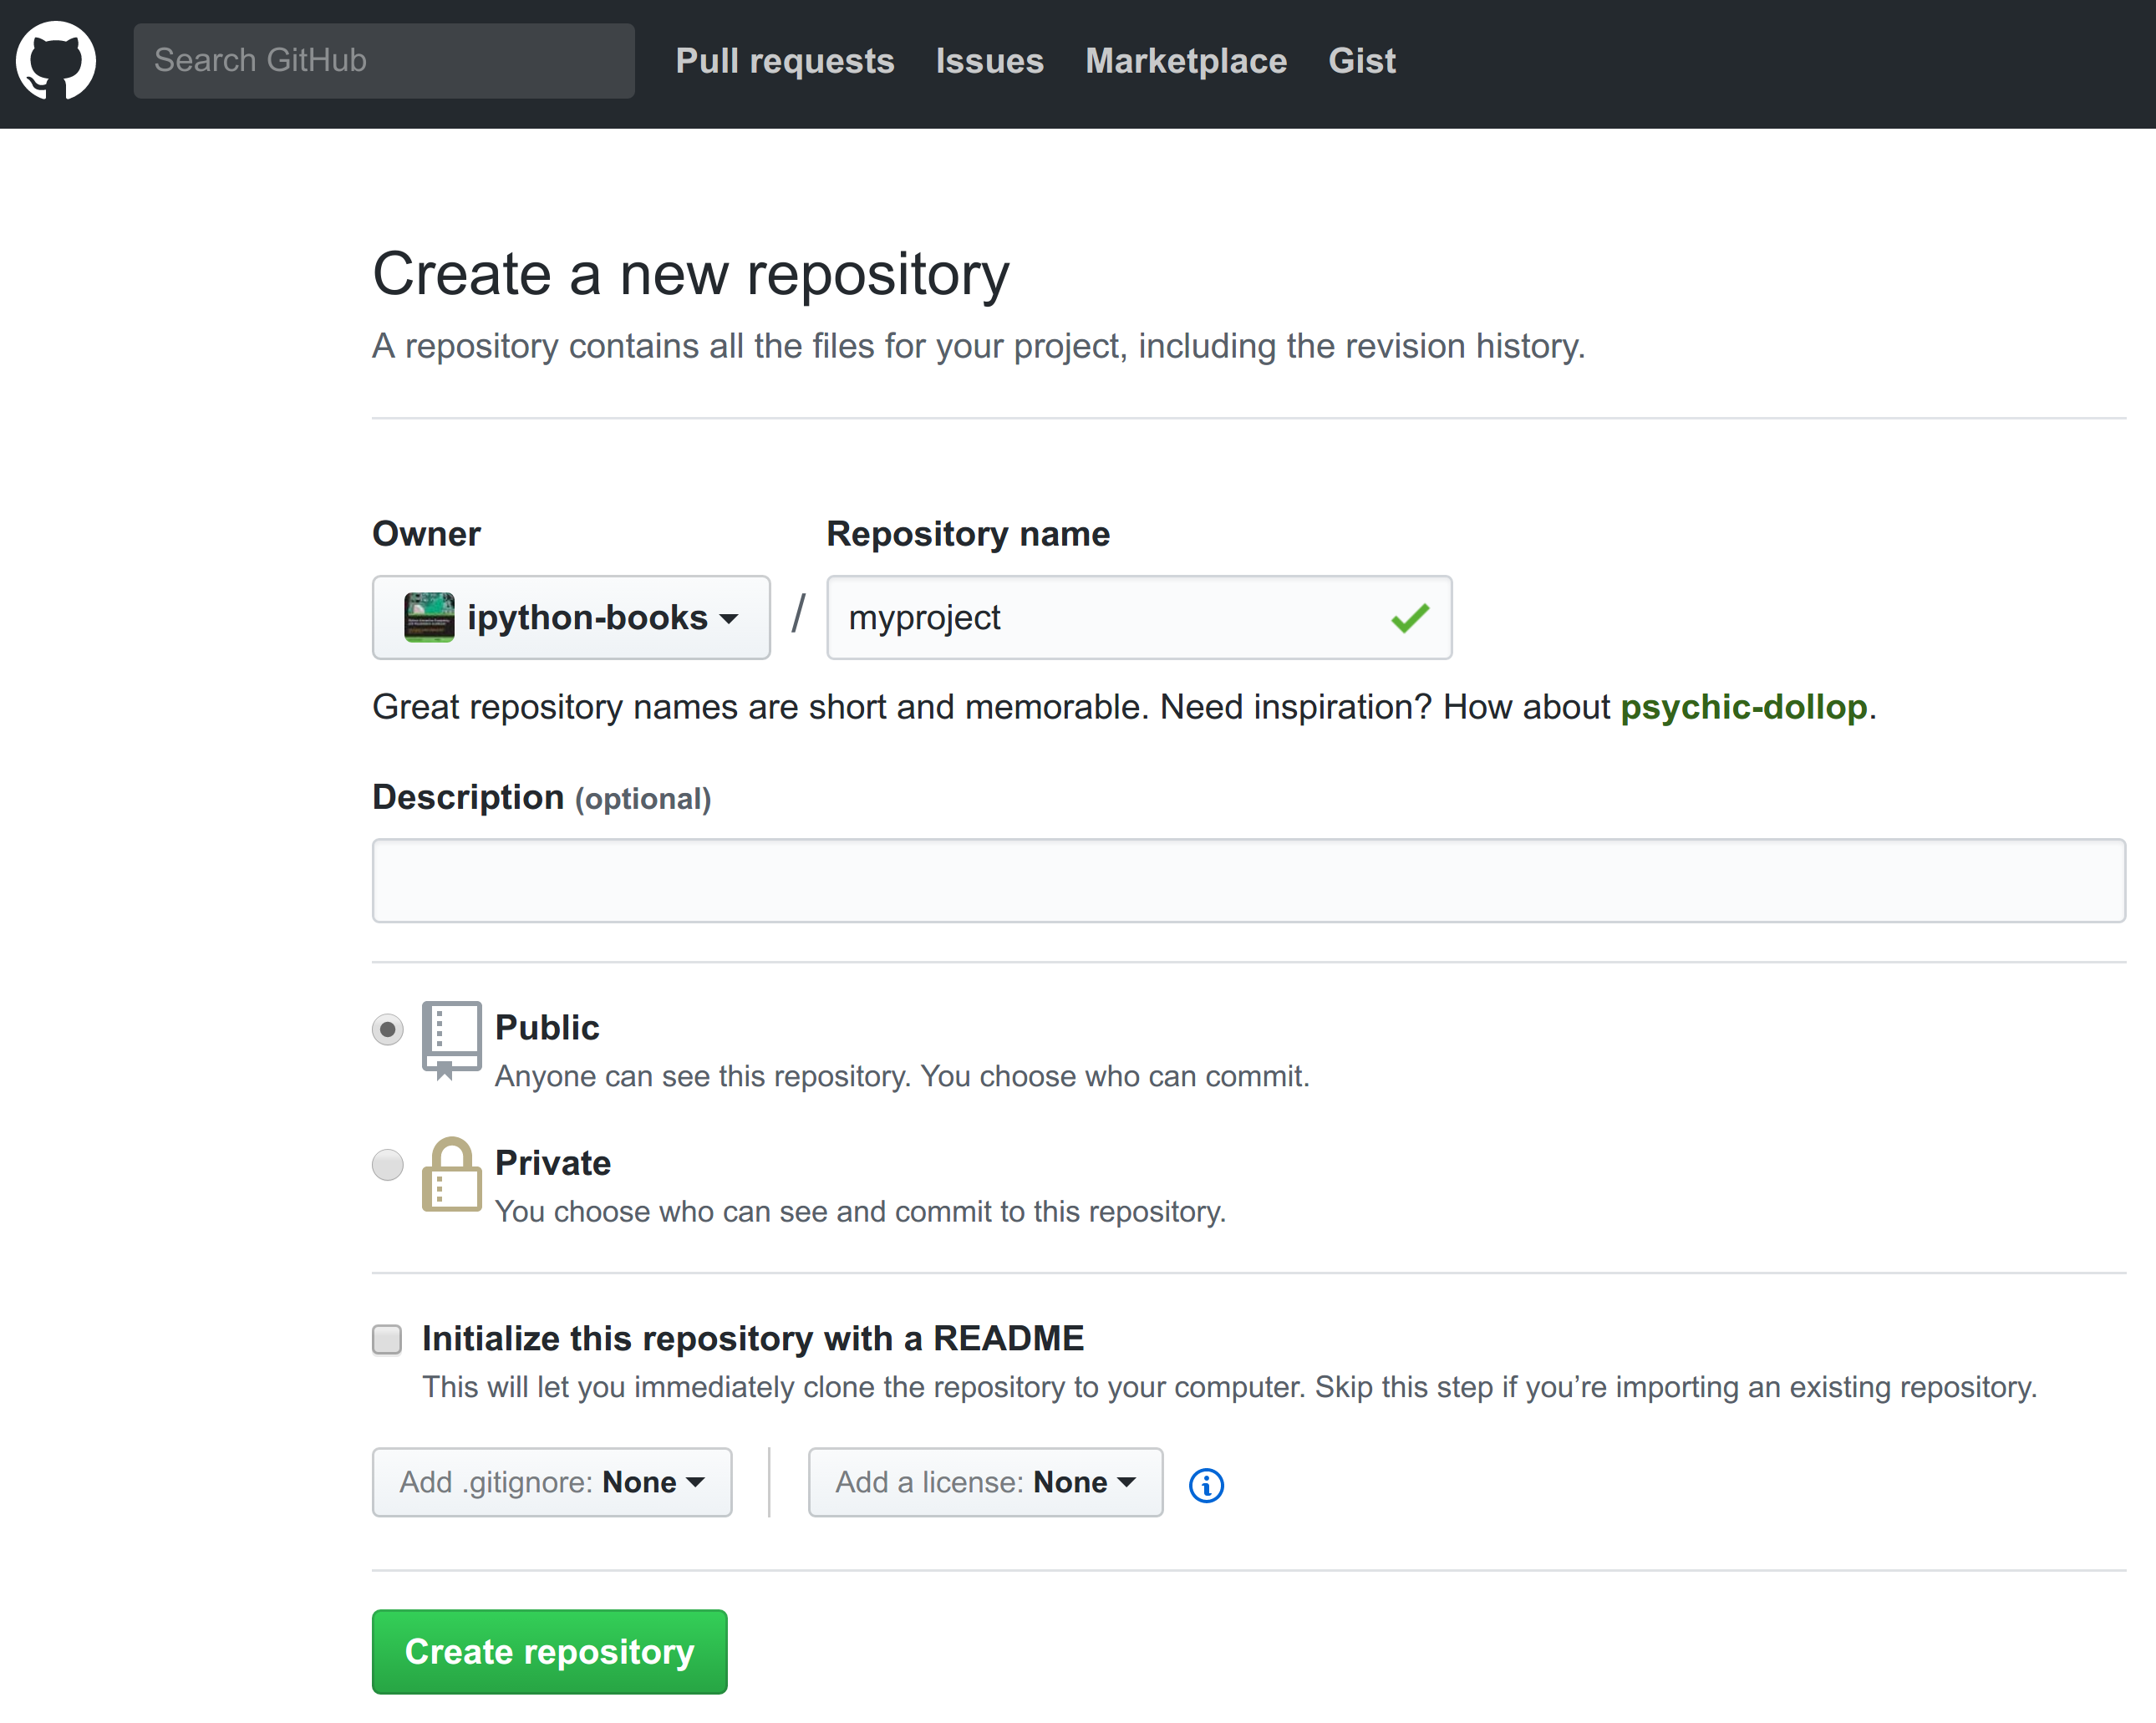 Search GitHub Pull requests Issues Marketplace Gist
Create a new repository
A repository contains all the files for your project, including the revision history.
Owner Repository name
ipython-books / myproject
Great repository names are short and memorable. Need inspiration? How about psychic-dollop.
Description (optional)
Public
Anyone can see this repository. You choose who can commit.
Private
You choose who can see and commit to this repository.
Initialize this repository with a README
This will let you immediately clone the repository to your computer. Skip this step if you’re importing an existing repository.
Add .gitignore: None Add a license: None
Create repository